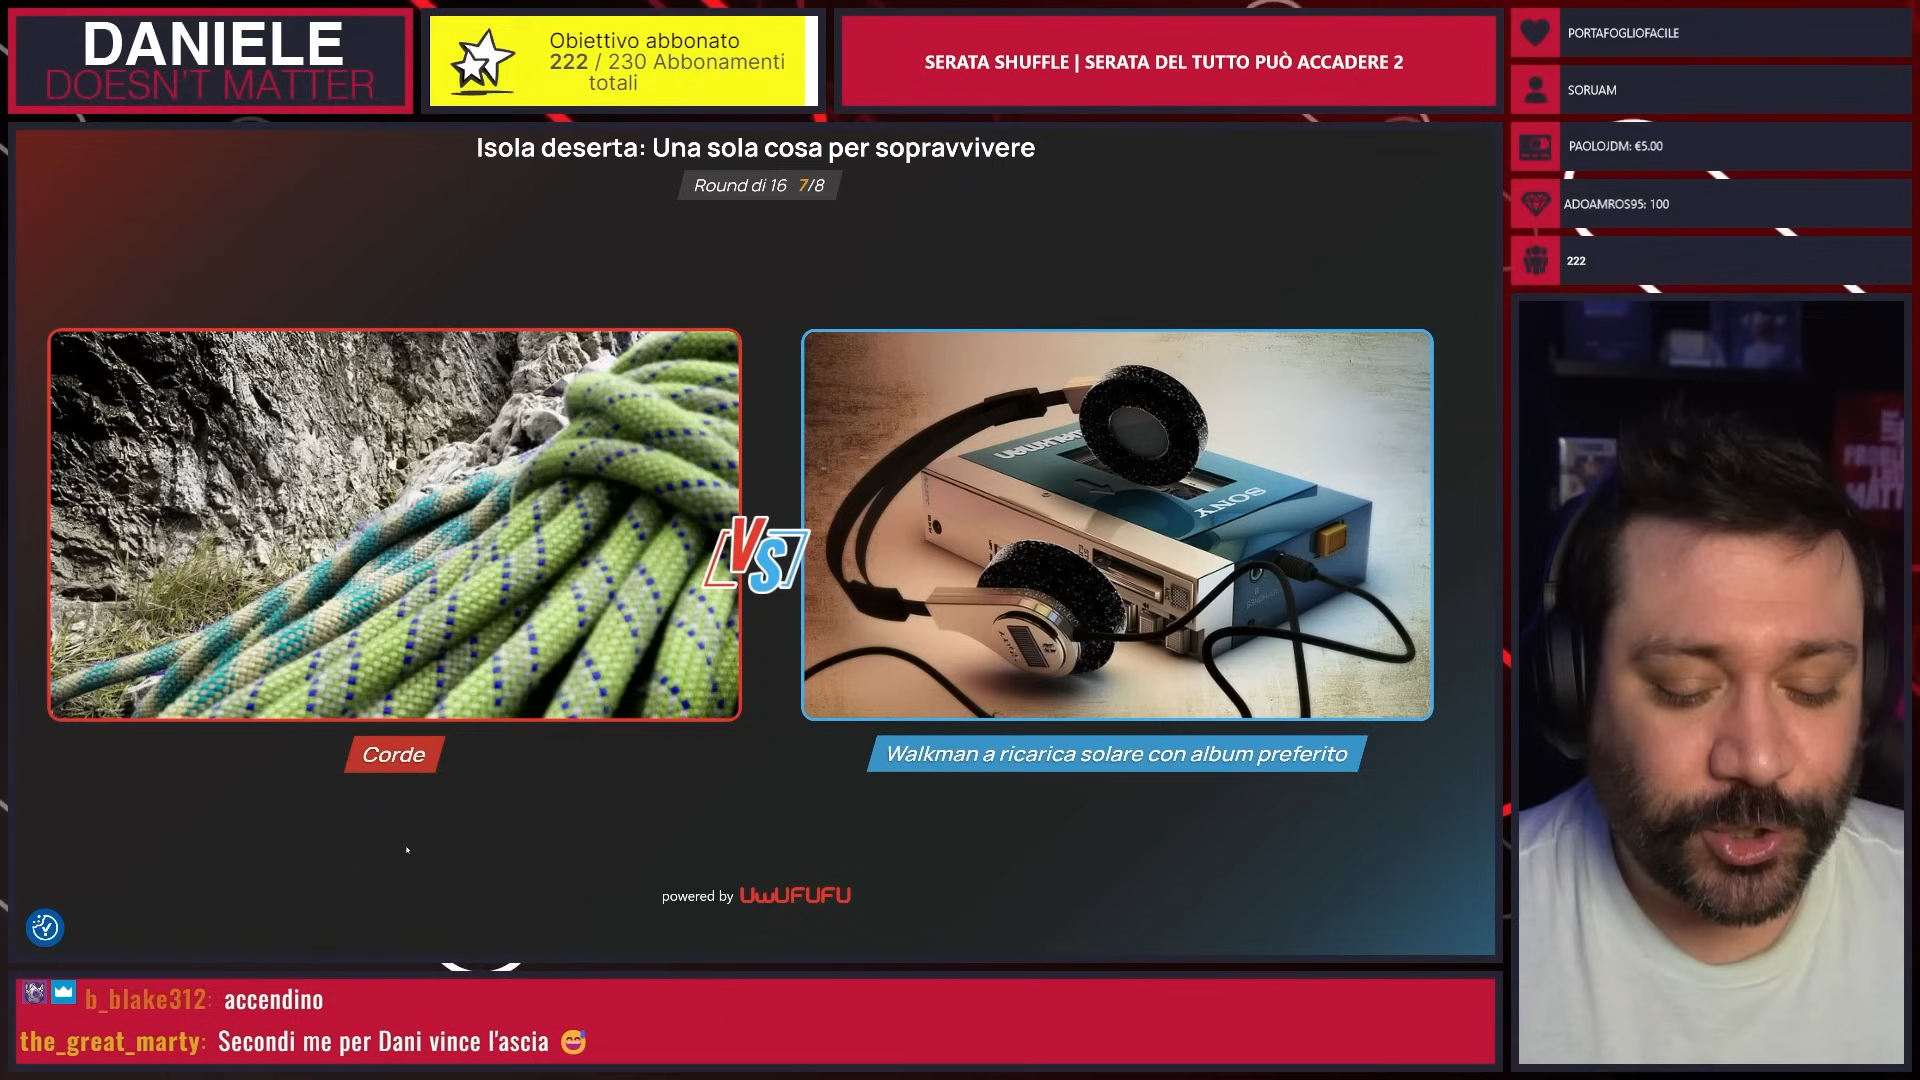 DANIELE
DOESN'T MATTER
Obiettivo abbonato
222 / 230 Abbonamenti
totali
SERATA SHUFFLE | SERATA DEL TUTTO PUÒ ACCADERE 2
PORTAFOGLIOFACILE
SORUAM
PAOLOJDM: €5.00
ADOAMROS95: 100
222
Isola deserta: Una sola cosa per sopravvivere
Round di 16 7/8
WALKMAN
SONY
VS
Corde
Walkman a ricarica solare con album preferito
powered by UwUFUFU
b_blake312: accendino
the_great_marty: Secondi me per Dani vince l'ascia 😅